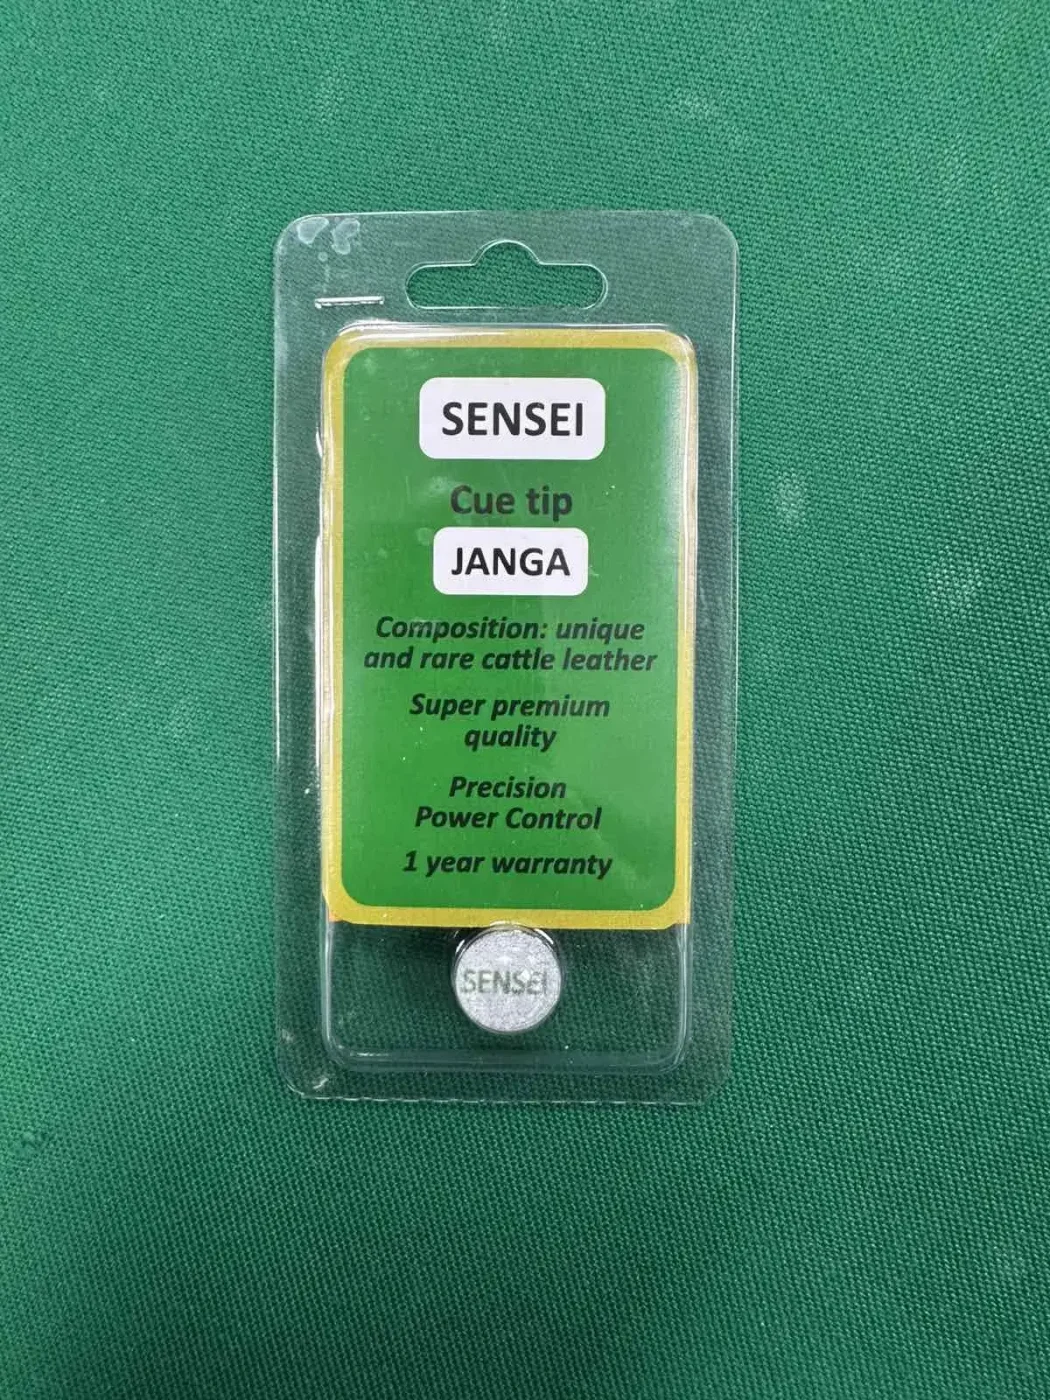 SENSEI
Cue tip
JANGA
Composition: unique
and rare cattle leather
Super premium
quality
Precision
Power Control
1 year warranty
SENSEI